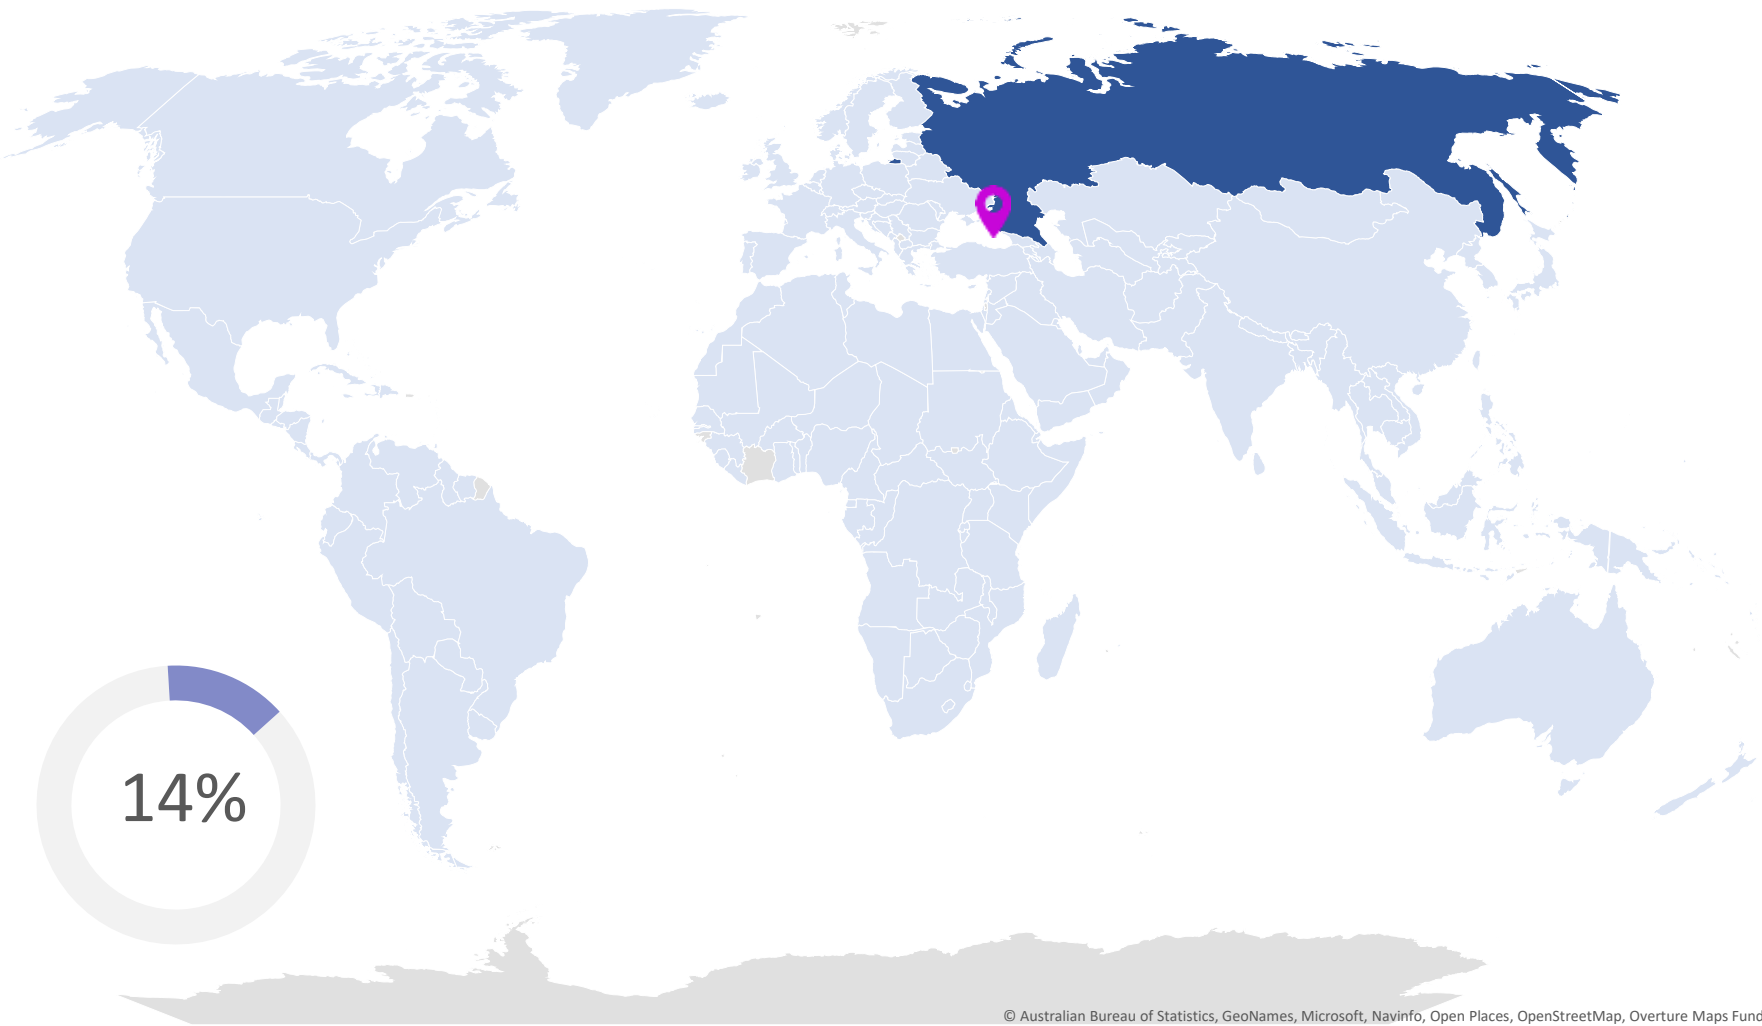 14%
© Australian Bureau of Statistics, GeoNames, Microsoft, Navinfo, Open Places, OpenStreetMap, Overture Maps Fund